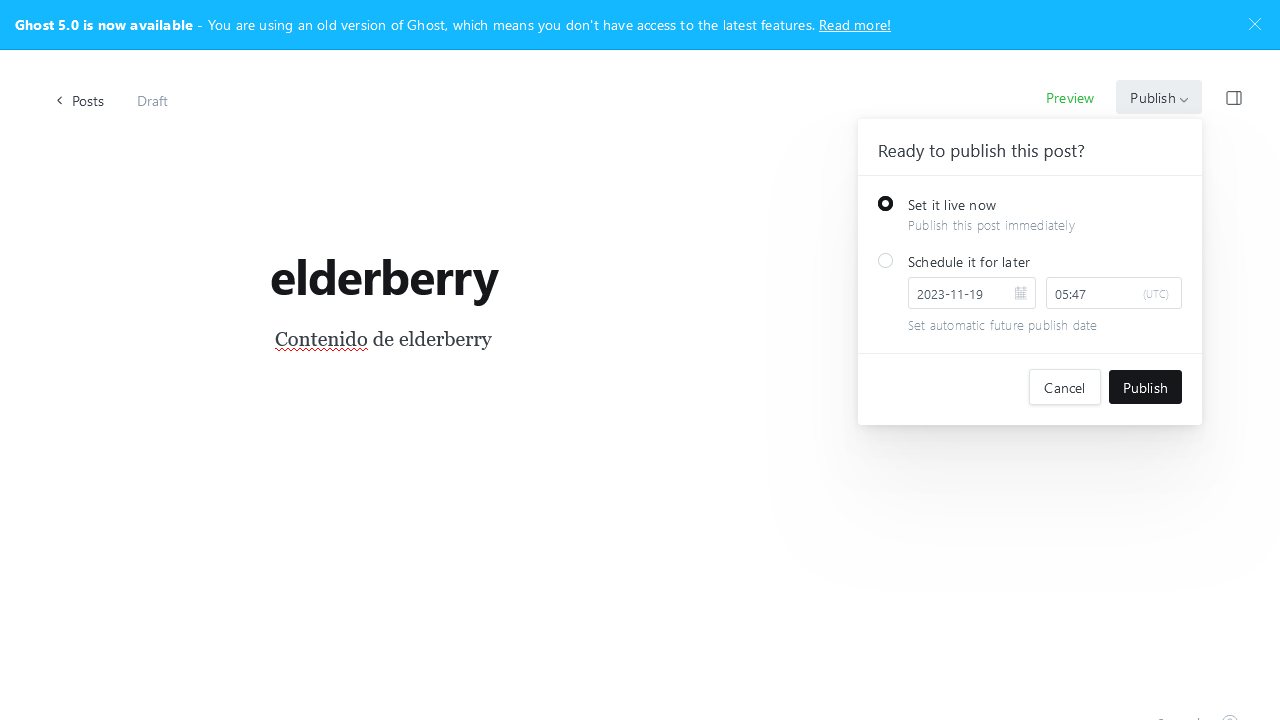 Ghost 5.0 is now available - You are using an old version of Ghost, which means you don't have access to the latest features. Read more!
Posts
Draft
Preview
Publish
Ready to publish this post?
Set it live now
Publish this post immediately
Schedule it for later
2023-11-19
05:47
(UTC)
Set automatic future publish date
Cancel
Publish
elderberry
Contenido de elderberry